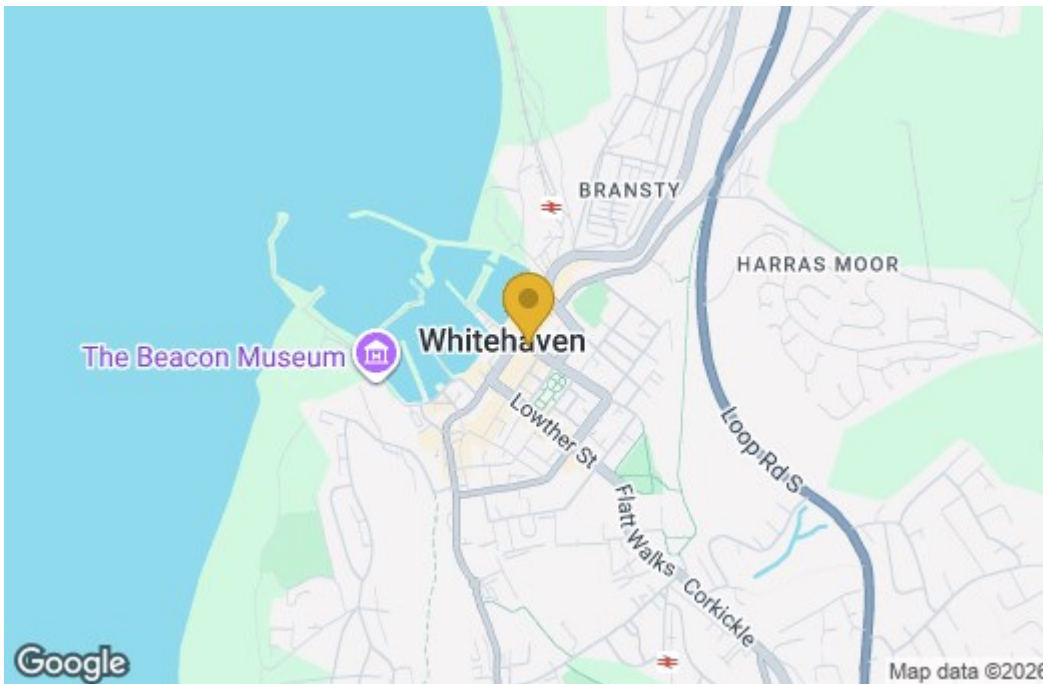 BRANSTY
HARRAS MOOR
Whitehaven
The Beacon Museum
Lowther St
Loop Rd S
Flatt Walks
Corkickle
Google
Map data ©2026